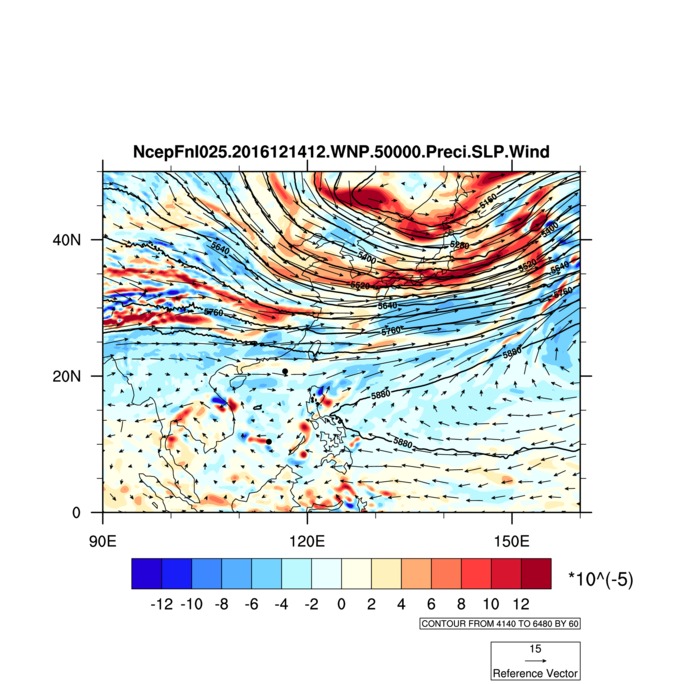 NcepFnl025.2016121412.WNP.50000.Preci.SLP.Wind
5160
5640
5280
5400
5400
5520
5520
5640
5640
5760
5760
5760
5880
5880
5880
40N
20N
0
90E 120E 150E
-12 -10 -8 -6 -4 -2 0 2 4 6 8 10 12
*10^(-5)
CONTOUR FROM 4140 TO 6480 BY 60
15
Reference Vector